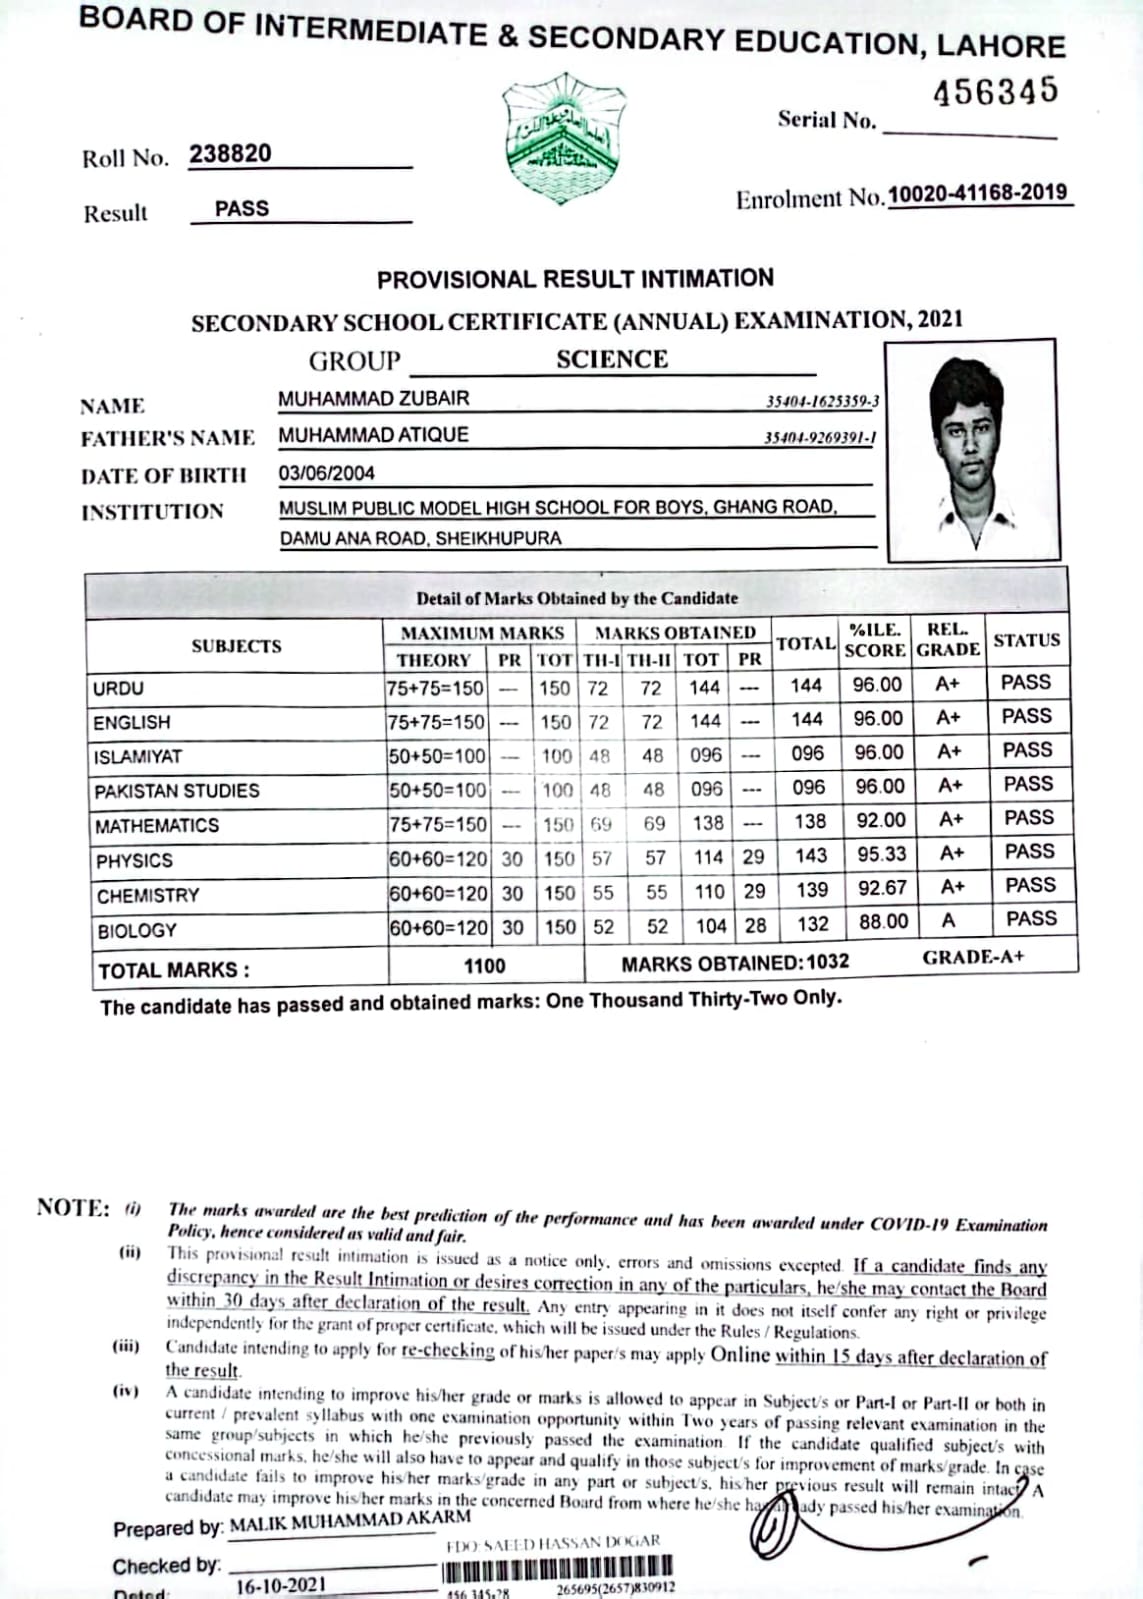 BOARD OF INTERMEDIATE & SECONDARY EDUCATION, LAHORE
456345
Serial No.
Roll No. 238820
Enrolment No. 10020-41168-2019
Result PASS
PROVISIONAL RESULT INTIMATION
SECONDARY SCHOOL CERTIFICATE (ANNUAL) EXAMINATION, 2021
GROUP SCIENCE
NAME MUHAMMAD ZUBAIR 35404-1625359-3
FATHER'S NAME MUHAMMAD ATIQUE 35404-9269391-1
DATE OF BIRTH 03/06/2004
INSTITUTION MUSLIM PUBLIC MODEL HIGH SCHOOL FOR BOYS, GHANG ROAD,
DAMU ANA ROAD, SHEIKHUPURA
Detail of Marks Obtained by the Candidate
SUBJECTS MAXIMUM MARKS MARKS OBTAINED TOTAL %ILE. SCORE REL. GRADE STATUS
THEORY PR TOT TH-I TH-II TOT PR
URDU 75+75=150 --- 150 72 72 144 --- 144 96.00 A+ PASS
ENGLISH 75+75=150 --- 150 72 72 144 --- 144 96.00 A+ PASS
ISLAMIYAT 50+50=100 --- 100 48 48 096 --- 096 96.00 A+ PASS
PAKISTAN STUDIES 50+50=100 --- 100 48 48 096 --- 096 96.00 A+ PASS
MATHEMATICS 75+75=150 --- 150 69 69 138 --- 138 92.00 A+ PASS
PHYSICS 60+60=120 30 150 57 57 114 29 143 95.33 A+ PASS
CHEMISTRY 60+60=120 30 150 55 55 110 29 139 92.67 A+ PASS
BIOLOGY 60+60=120 30 150 52 52 104 28 132 88.00 A PASS
TOTAL MARKS : 1100 MARKS OBTAINED:1032 GRADE-A+
The candidate has passed and obtained marks: One Thousand Thirty-Two Only.
NOTE: (i) The marks awarded are the best prediction of the performance and has been awarded under COVID-19 Examination
Policy, hence considered as valid and fair.
(ii) This provisional result intimation is issued as a notice only, errors and omissions excepted. If a candidate finds any
discrepancy in the Result Intimation or desires correction in any of the particulars, he/she may contact the Board
within 30 days after declaration of the result. Any entry appearing in it does not itself confer any right or privilege
independently for the grant of proper certificate, which will be issued under the Rules / Regulations.
(iii) Candidate intending to apply for re-checking of his/her paper/s may apply Online within 15 days after declaration of
the result.
(iv) A candidate intending to improve his/her grade or marks is allowed to appear in Subject/s or Part-I or Part-II or both in
current / prevalent syllabus with one examination opportunity within Two years of passing relevant examination in the
same group/subjects in which he/she previously passed the examination. If the candidate qualified subject/s with
concessional marks, he/she will also have to appear and qualify in those subject/s for improvement of marks/grade. In case
a candidate fails to improve his/her marks/grade in any part or subject/s, his/her previous result will remain intact. A
candidate may improve his/her marks in the concerned Board from where he/she passed his/her examination.
Prepared by: MALIK MUHAMMAD AKARM
FDO: SAEED HASSAN DOGAR
Checked by:
Dated: 16-10-2021
456 345-28 265695(2657)830912